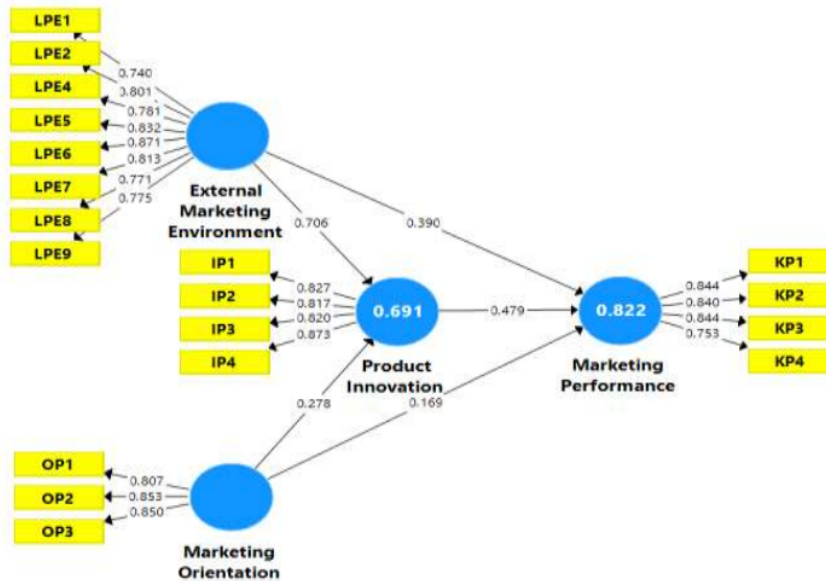 LPE1
LPE2
LPE4
LPE5
LPE6
LPE7
LPE8
LPE9
0.740
0.801
0.781
0.832
0.871
0.813
0.771
0.775
External
Marketing
Environment
0.706
0.390
IP1
IP2
IP3
IP4
0.827
0.817
0.820
0.873
0.691
Product
Innovation
0.479
0.822
Marketing
Performance
0.844
0.840
0.844
0.753
KP1
KP2
KP3
KP4
0.278
0.169
OP1
OP2
OP3
0.807
0.853
0.850
Marketing
Orientation